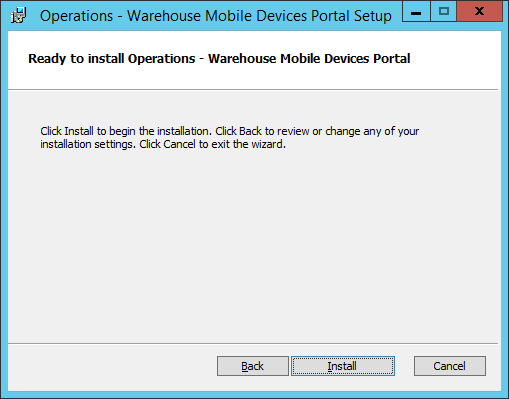 Operations - Warehouse Mobile Devices Portal Setup
Ready to install Operations - Warehouse Mobile Devices Portal
Click Install to begin the installation. Click Back to review or change any of your
installation settings. Click Cancel to exit the wizard.
Back Install Cancel